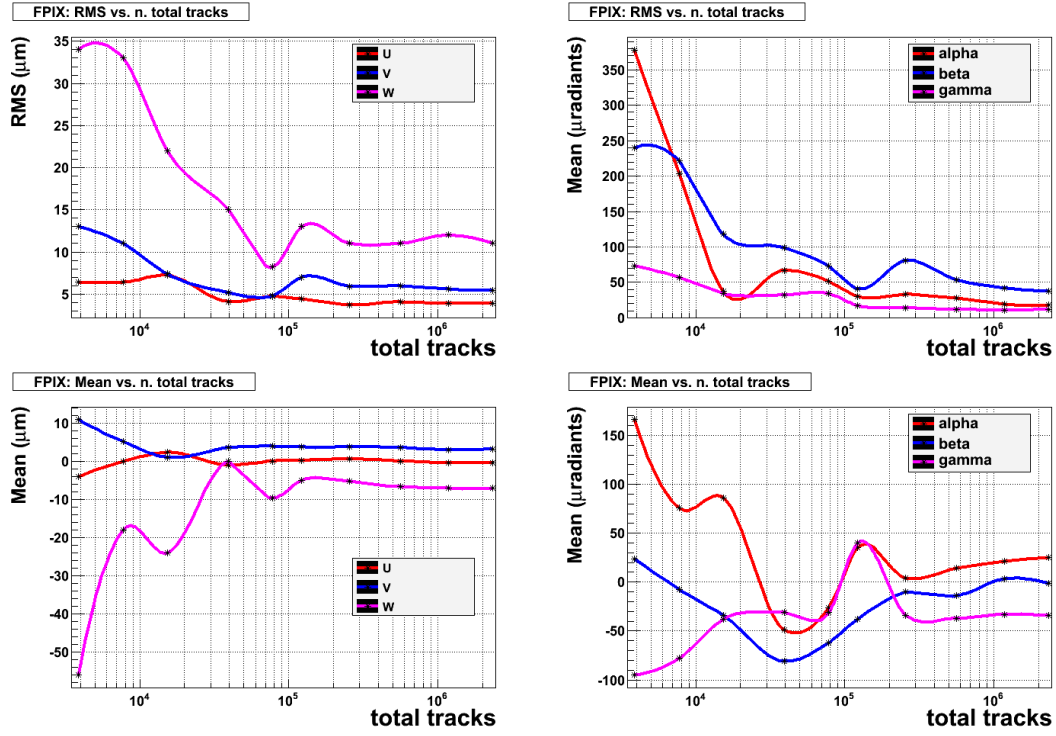 FPIX: RMS vs. n. total tracks
RMS (μm)
35
30
25
20
15
10
5
U
V
W
10⁴
10⁵
10⁶
total tracks
FPIX: RMS vs. n. total tracks
Mean (μradiants)
350
300
250
200
150
100
50
0
alpha
beta
gamma
10⁴
10⁵
10⁶
total tracks
FPIX: Mean vs. n. total tracks
Mean (μm)
10
0
-10
-20
-30
-40
-50
U
V
W
10⁴
10⁵
10⁶
total tracks
FPIX: Mean vs. n. total tracks
Mean (μradiants)
150
100
50
0
-50
-100
alpha
beta
gamma
10⁴
10⁵
10⁶
total tracks